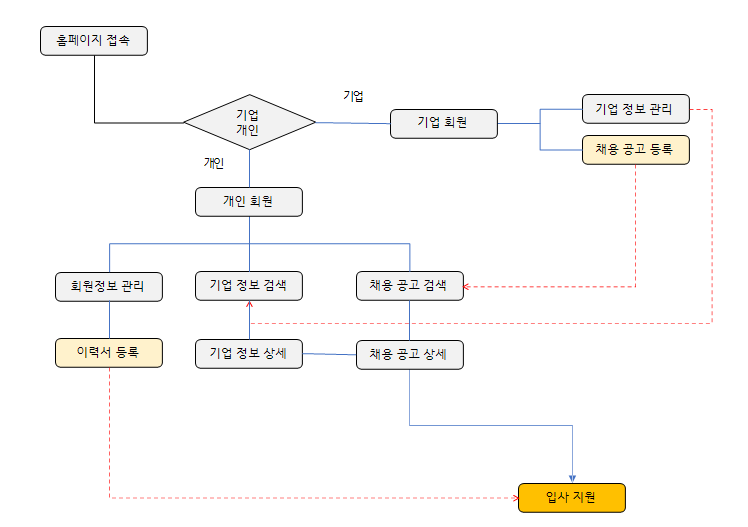 홈페이지 접속
기업
기업
개인
기업 회원
기업 정보 관리
채용 공고 등록
개인
개인 회원
회원정보 관리
기업 정보 검색
채용 공고 검색
이력서 등록
기업 정보 상세
채용 공고 상세
입사 지원